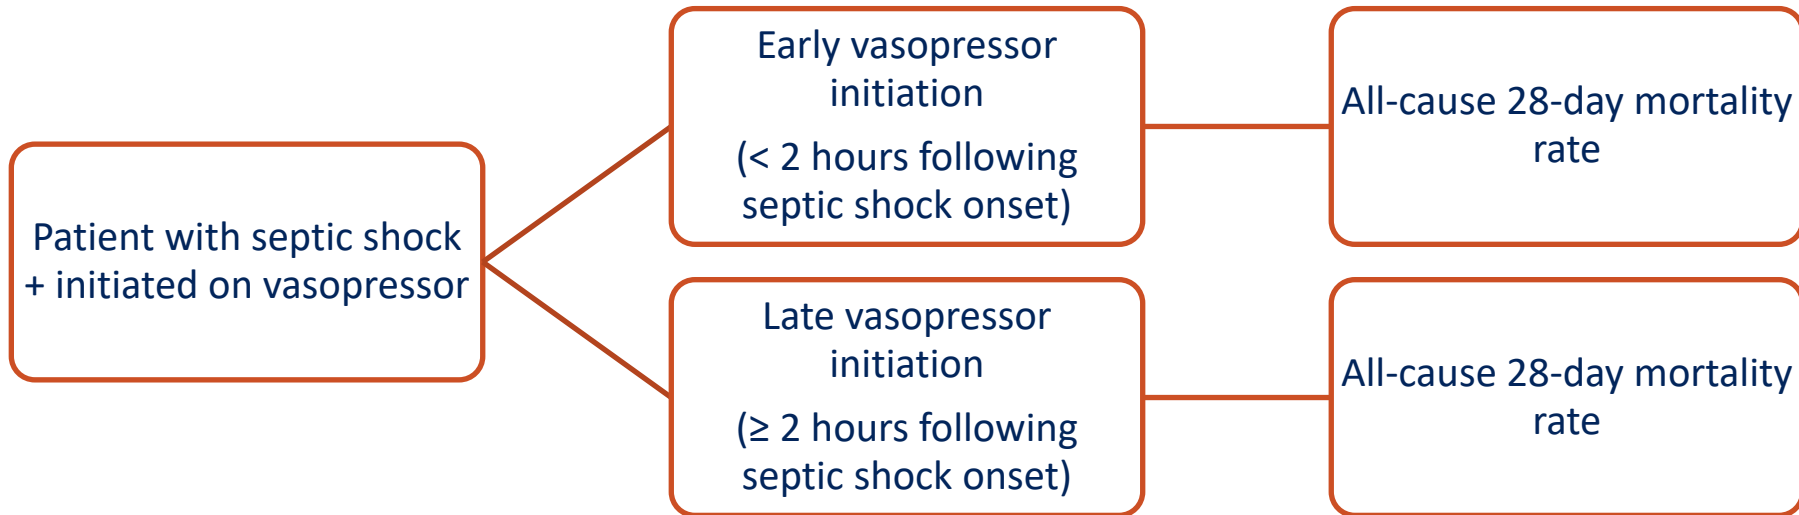 Patient with septic shock
+ initiated on vasopressor
Early vasopressor
initiation
(< 2 hours following
septic shock onset)
All-cause 28-day mortality
rate
Late vasopressor
initiation
(≥ 2 hours following
septic shock onset)
All-cause 28-day mortality
rate